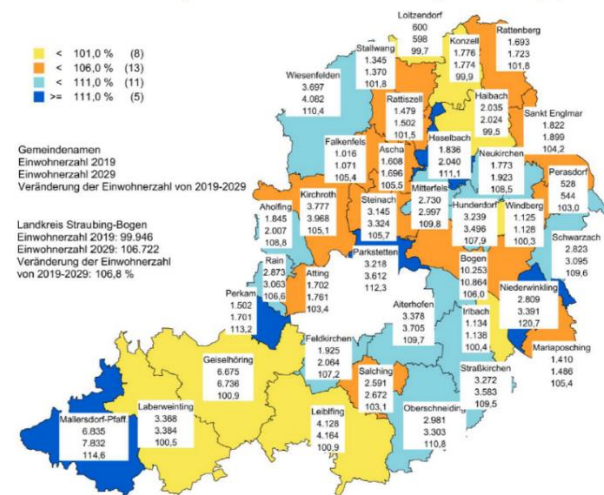 < 101,0 % (8)
< 106,0 % (13)
< 111,0 % (11)
>= 111,0 % (5)
Gemeindenamen
Einwohnerzahl 2019
Einwohnerzahl 2029
Veränderung der Einwohnerzahl von 2019-2029
Landkreis Straubing-Bogen
Einwohnerzahl 2019: 99.946
Einwohnerzahl 2029: 106.722
Veränderung der Einwohnerzahl
von 2019-2029: 106,8 %
Loitzendorf
600
598
99,7
Rattenberg
1.693
1.723
101,8
Konzell
1.776
1.774
99,9
Stallwang
1.345
1.370
101,8
Wiesenfelden
3.697
4.082
110,4
Haibach
2.035
2.024
99,5
Rattiszell
1.479
1.502
101,5
Sankt Englmar
1.822
1.899
104,2
Haselbach
1.836
2.040
111,1
Falkenfels
1.016
1.071
105,4
Ascha
1.608
1.696
105,5
Neukirchen
1.773
1.923
108,5
Perasdorf
528
544
103,0
Mitterfels
2.730
2.997
109,8
Kirchroth
3.777
3.968
105,1
Steinach
3.145
3.324
105,7
Hunderdorf
3.239
3.496
107,9
Windberg
1.125
1.128
100,3
Aholfing
1.845
2.007
108,8
Schwarzach
2.823
3.095
109,6
Parkstetten
3.218
3.612
112,3
Rain
2.873
3.063
106,6
Atting
1.702
1.761
103,4
Bogen
10.253
10.864
106,0
Niederwinkling
2.809
3.391
120,7
Perkam
1.502
1.701
113,2
Aiterhofen
3.378
3.705
109,7
Irlbach
1.134
1.138
100,4
Mariaposching
1.410
1.486
105,4
Feldkirchen
1.925
2.064
107,2
Geiselhöring
6.675
6.736
100,9
Salching
2.591
2.672
103,1
Straßkirchen
3.272
3.583
109,5
Laberweinting
3.368
3.384
100,5
Leiblfing
4.128
4.164
100,9
Oberschneiding
2.981
3.303
110,8
Mallersdorf-Pfaff.
6.835
7.832
114,6